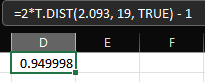 =2*T.DIST(2.093, 19, TRUE) - 1
D E F
0.949998